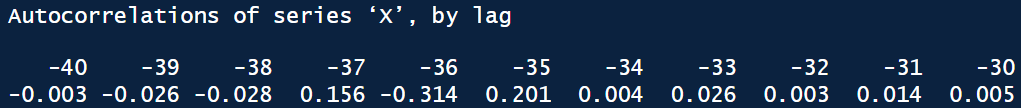 Autocorrelations of series ‘X’, by lag
-40 -39 -38 -37 -36 -35 -34 -33 -32 -31 -30
-0.003 -0.026 -0.028 0.156 -0.314 0.201 0.004 0.026 0.003 0.014 0.005